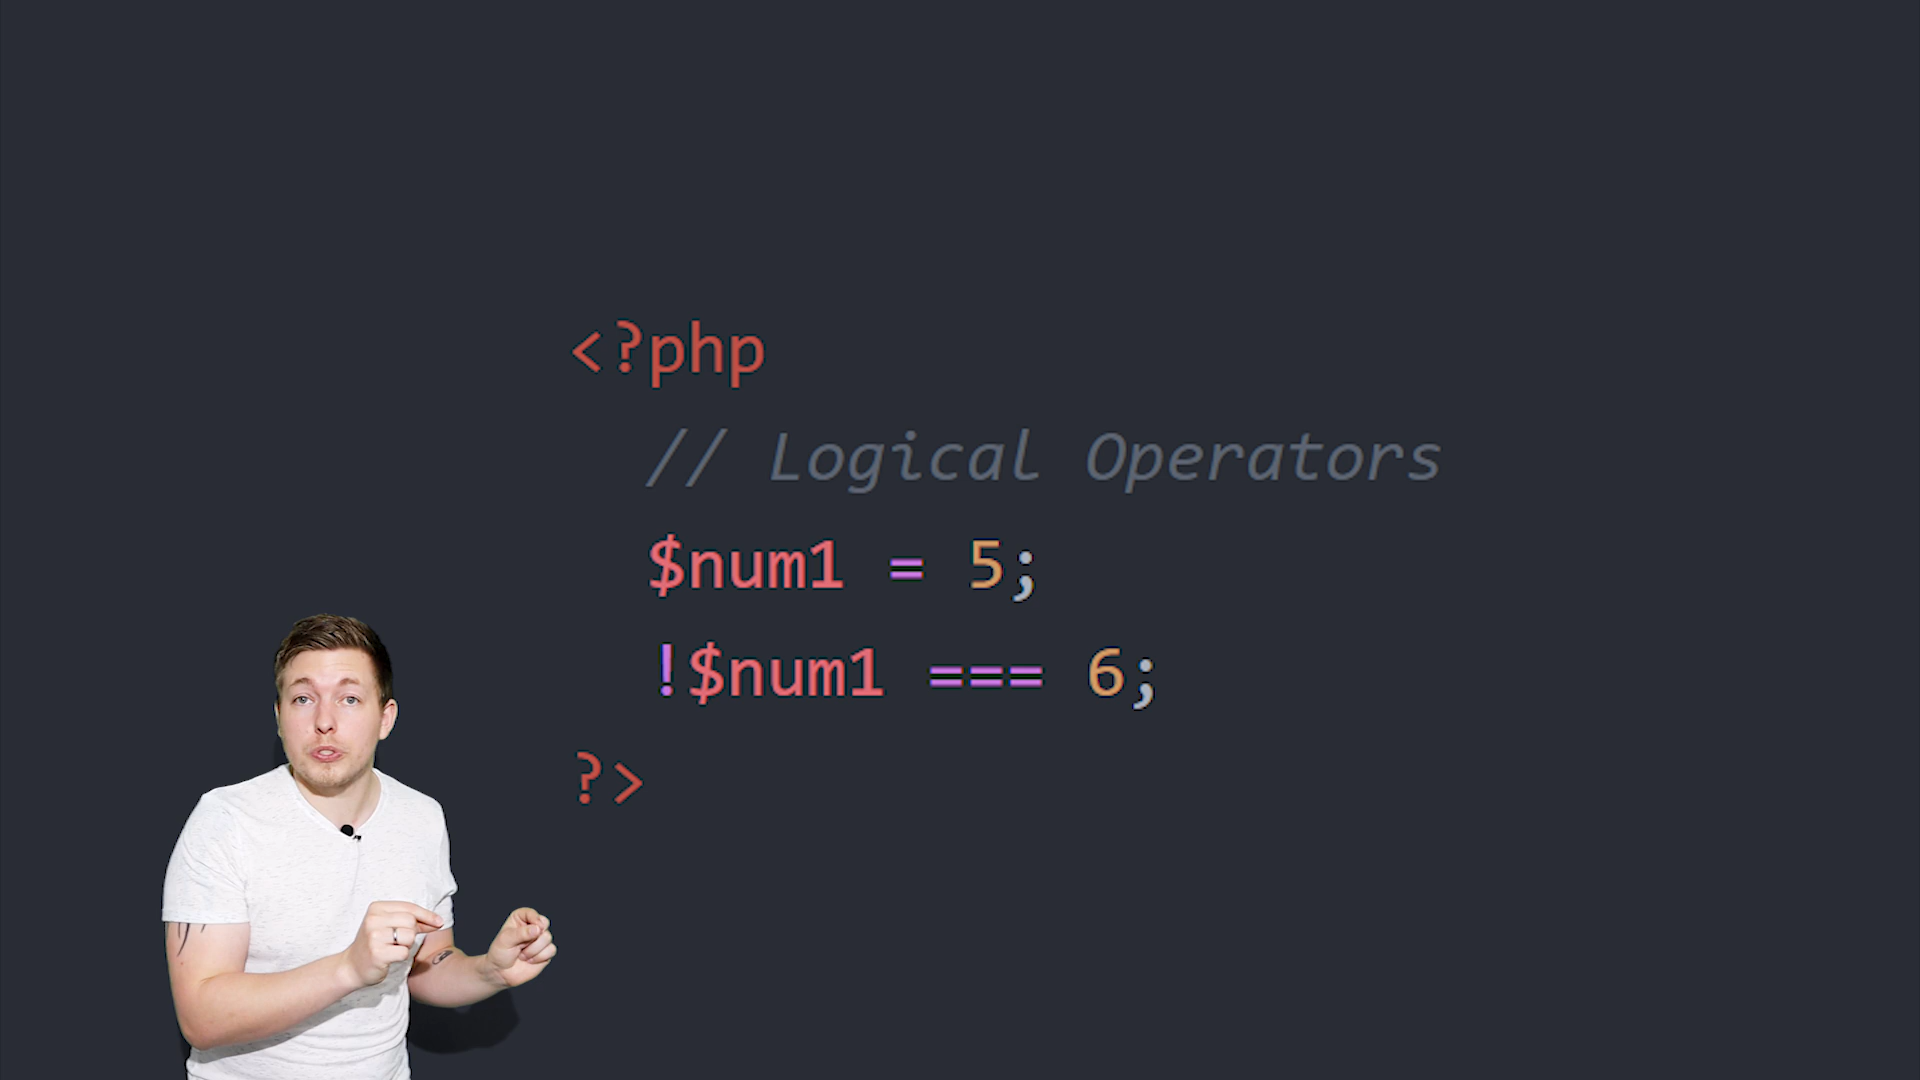 <?php
// Logical Operators
$num1 = 5;
!$num1 === 6;
?>